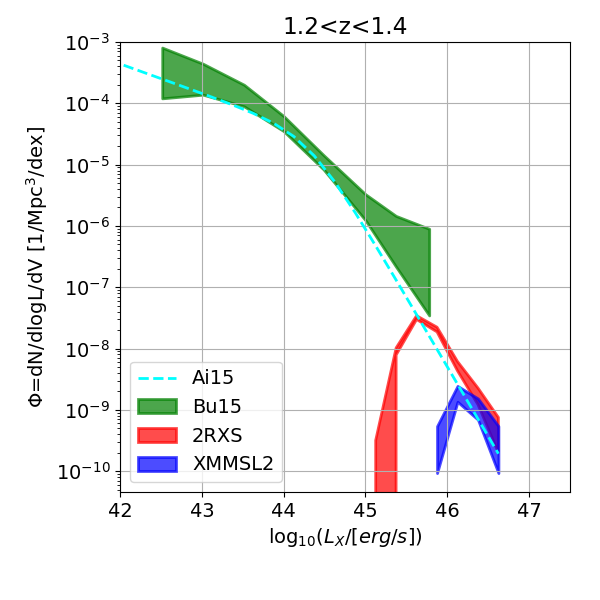 1.2<z<1.4
Φ=dN/dlogL/dV [1/Mpc³/dex]
10⁻³
10⁻⁴
10⁻⁵
10⁻⁶
10⁻⁷
10⁻⁸
10⁻⁹
10⁻¹⁰
Ai15
Bu15
2RXS
XMMSL2
42 43 44 45 46 47
log₁₀(L_X/[erg/s])